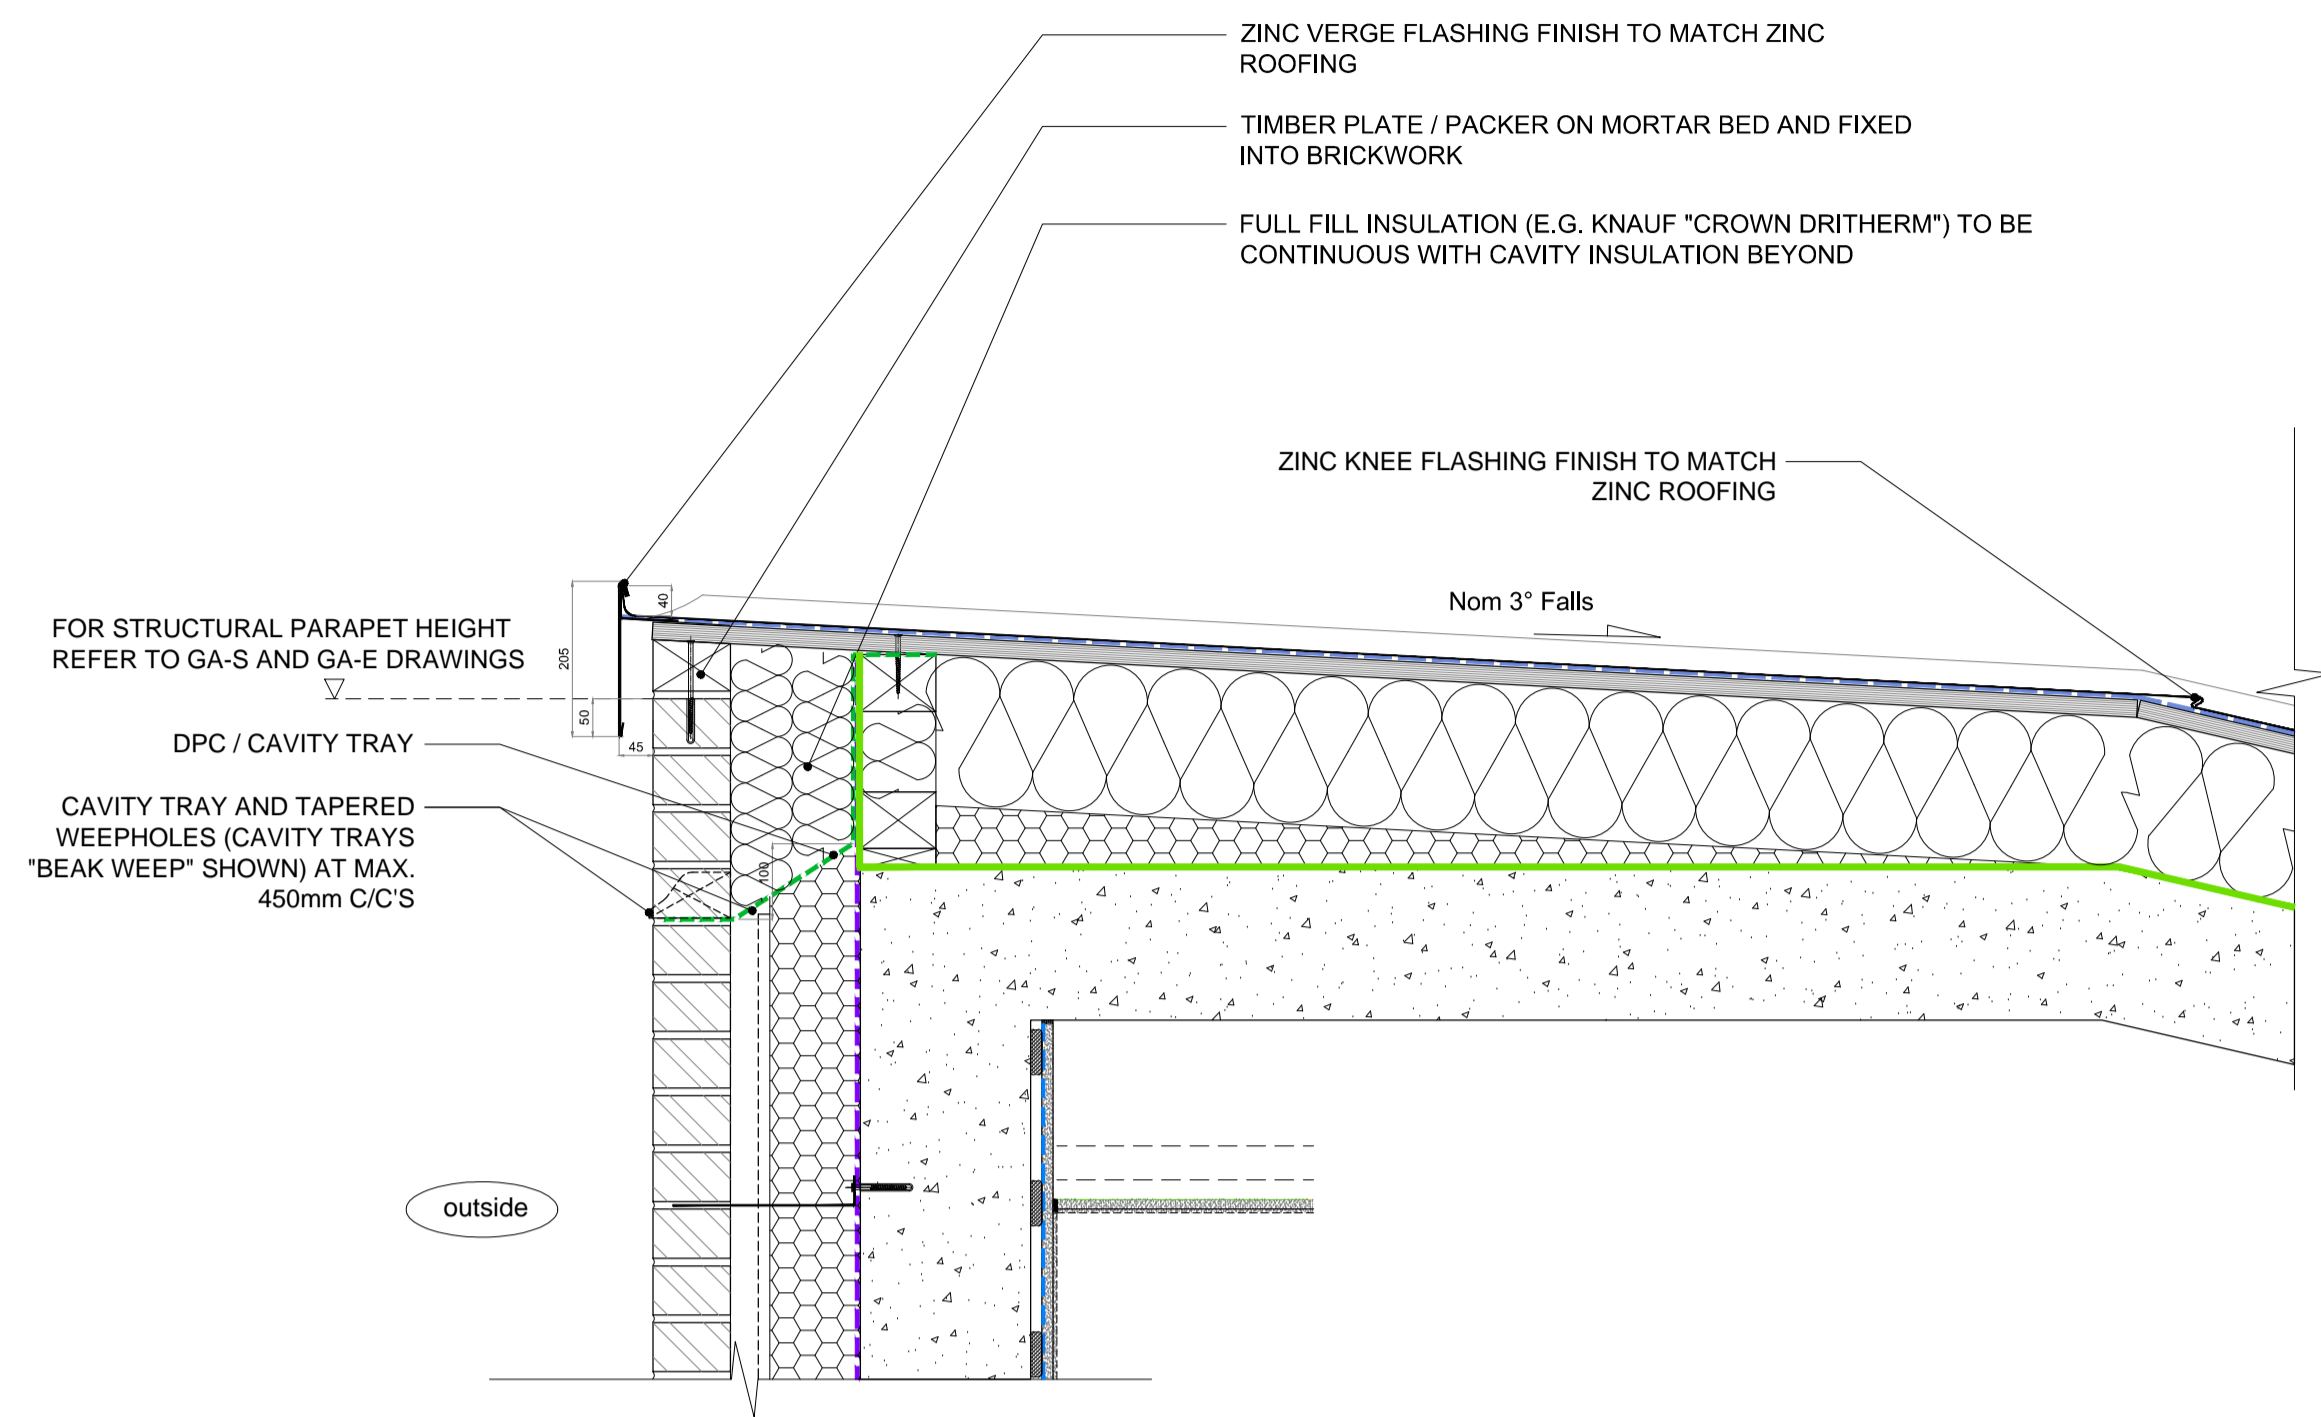 ZINC VERGE FLASHING FINISH TO MATCH ZINC
ROOFING
TIMBER PLATE / PACKER ON MORTAR BED AND FIXED
INTO BRICKWORK
FULL FILL INSULATION (E.G. KNAUF "CROWN DRITHERM") TO BE
CONTINUOUS WITH CAVITY INSULATION BEYOND
ZINC KNEE FLASHING FINISH TO MATCH
ZINC ROOFING
Nom 3° Falls
40
205
50
45
100
FOR STRUCTURAL PARAPET HEIGHT
REFER TO GA-S AND GA-E DRAWINGS
DPC / CAVITY TRAY
CAVITY TRAY AND TAPERED
WEEPHOLES (CAVITY TRAYS
"BEAK WEEP" SHOWN) AT MAX.
450mm C/C'S
outside